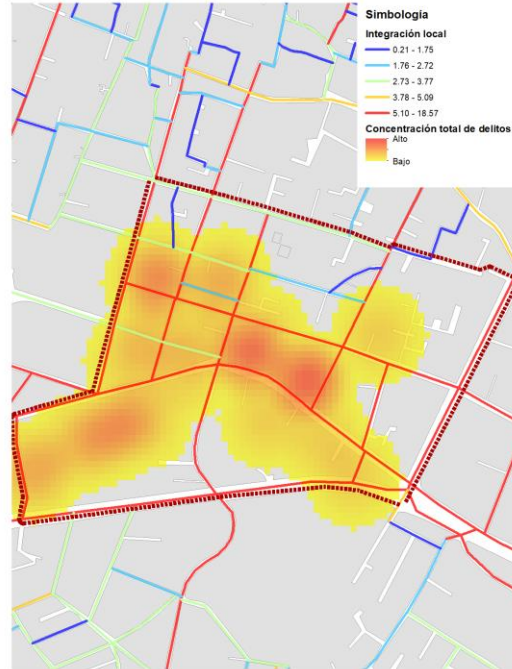 Simbología
Integración local
0.21 - 1.75
1.76 - 2.72
2.73 - 3.77
3.78 - 5.09
5.10 - 18.57
Concentración total de delitos
Alto
Bajo